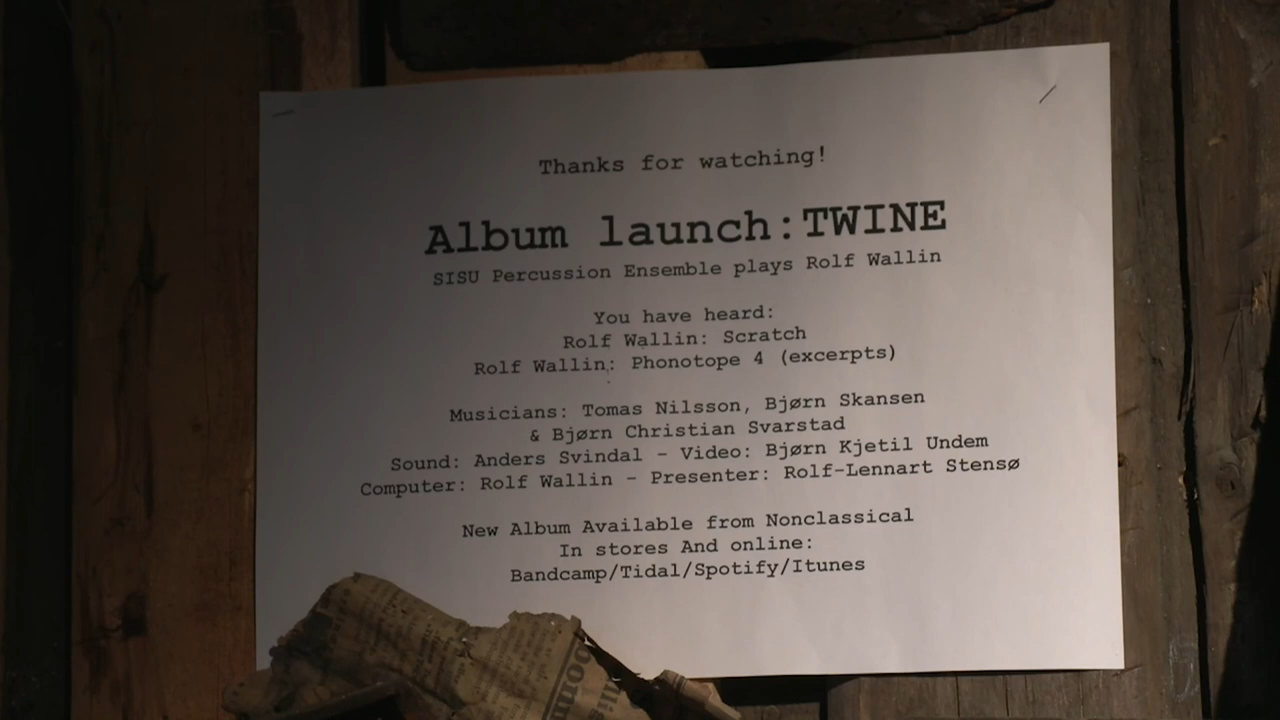 Thanks for watching!
Album launch:TWINE
SISU Percussion Ensemble plays Rolf Wallin
You have heard:
Rolf Wallin: Scratch
Rolf Wallin: Phonotope 4 (excerpts)
Musicians: Tomas Nilsson, Bjørn Skansen
& Bjørn Christian Svarstad
Sound: Anders Svindal - Video: Bjørn Kjetil Undem
Computer: Rolf Wallin - Presenter: Rolf-Lennart Stensø
New Album Available from Nonclassical
In stores And online:
Bandcamp/Tidal/Spotify/Itunes